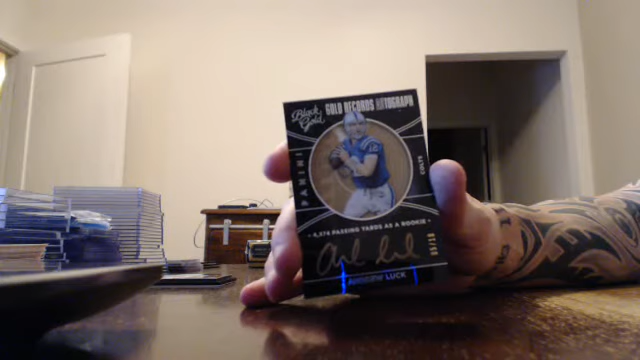 Black Gold
GOLD RECORDS AUTOGRAPH
PANINI
COLTS
• 4,374 PASSING YARDS AS A ROOKIE •
ANDREW LUCK